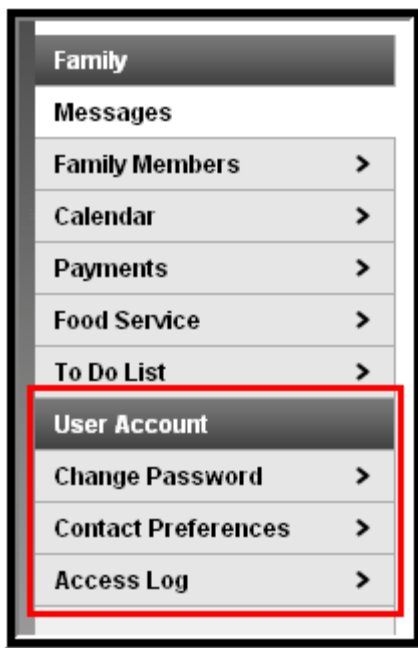 Family
Messages
Family Members >
Calendar >
Payments >
Food Service >
To Do List >
User Account
Change Password >
Contact Preferences >
Access Log >